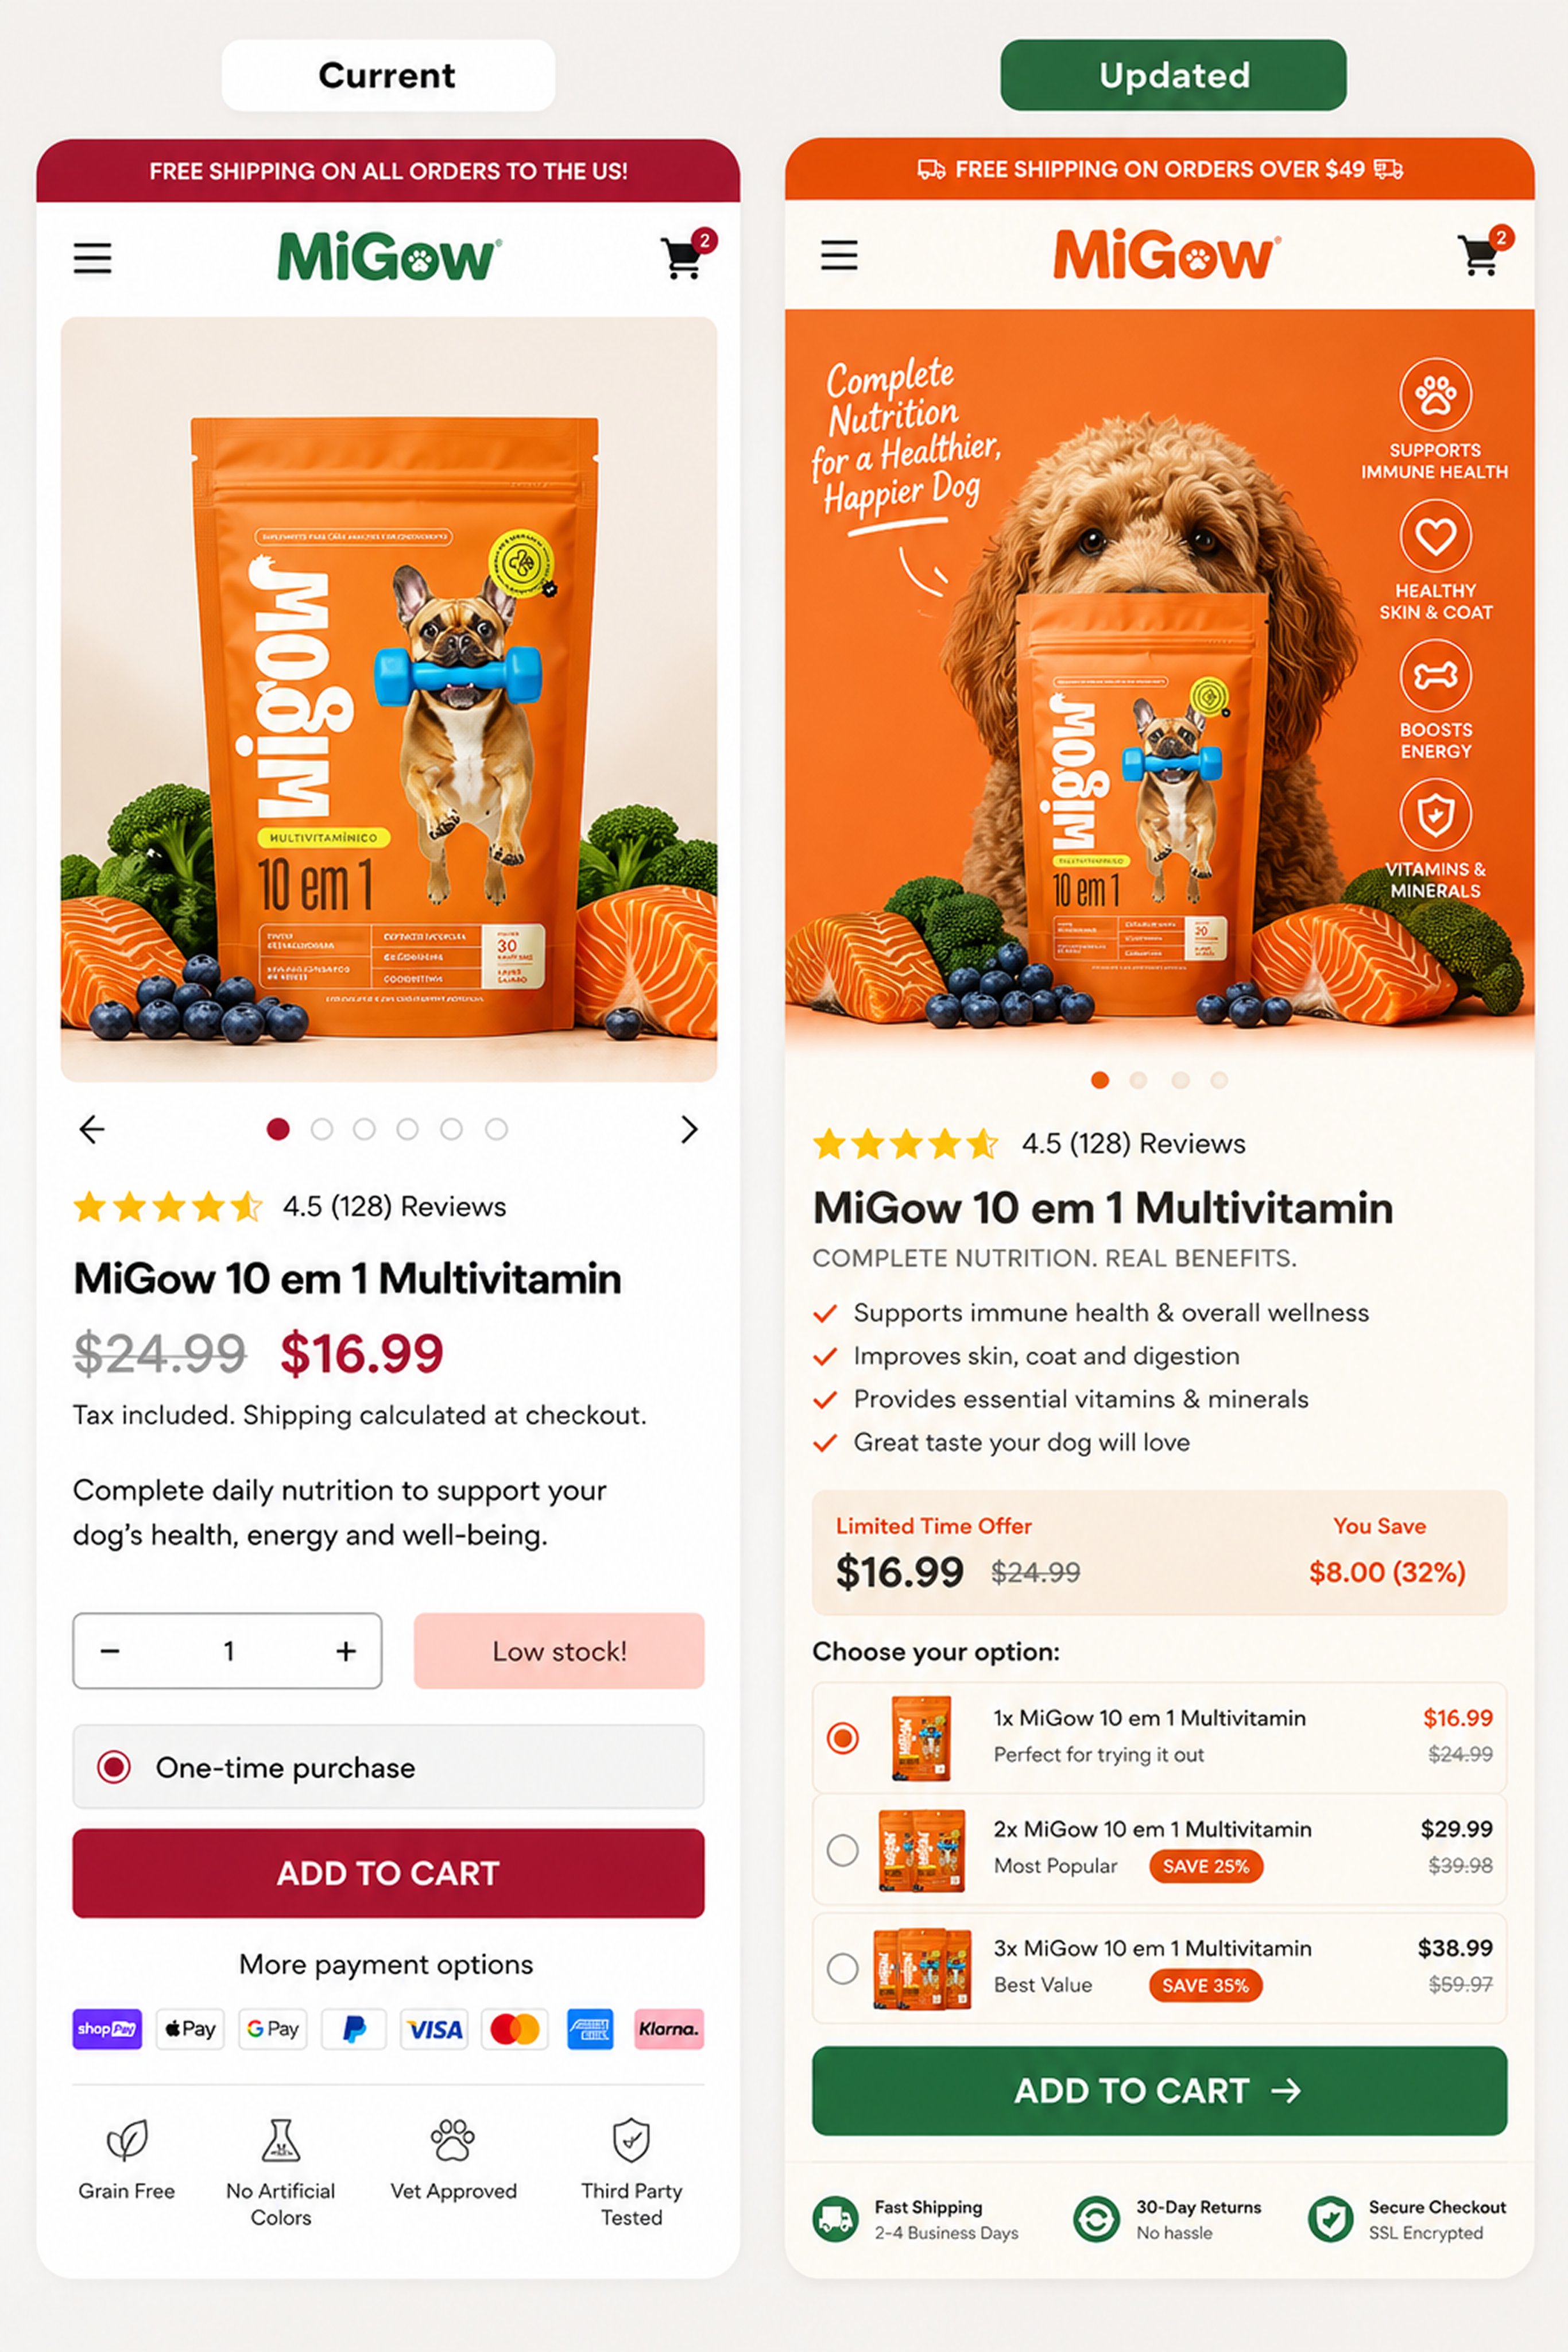 Current
FREE SHIPPING ON ALL ORDERS TO THE US!
MiGow®
2
Migow
MULTIVITAMÍNICO
10 em 1
30
4.5 (128) Reviews
MiGow 10 em 1 Multivitamin
$24.99 $16.99
Tax included. Shipping calculated at checkout.
Complete daily nutrition to support your
dog's health, energy and well-being.
− 1 +
Low stock!
One-time purchase
ADD TO CART
More payment options
shop Pay
Pay
G Pay
VISA
Klarna.
Grain Free
No Artificial
Colors
Vet Approved
Third Party
Tested
Updated
FREE SHIPPING ON ORDERS OVER $49
MiGow®
2
Complete
Nutrition
for a Healthier,
Happier Dog
SUPPORTS
IMMUNE HEALTH
HEALTHY
SKIN & COAT
BOOSTS
ENERGY
VITAMINS &
MINERALS
Migow
10 em 1
4.5 (128) Reviews
MiGow 10 em 1 Multivitamin
COMPLETE NUTRITION. REAL BENEFITS.
Supports immune health & overall wellness
Improves skin, coat and digestion
Provides essential vitamins & minerals
Great taste your dog will love
Limited Time Offer
$16.99 $24.99
You Save
$8.00 (32%)
Choose your option:
1x MiGow 10 em 1 Multivitamin $16.99
Perfect for trying it out $24.99
2x MiGow 10 em 1 Multivitamin $29.99
Most Popular SAVE 25% $39.98
3x MiGow 10 em 1 Multivitamin $38.99
Best Value SAVE 35% $59.97
ADD TO CART →
Fast Shipping
2-4 Business Days
30-Day Returns
No hassle
Secure Checkout
SSL Encrypted